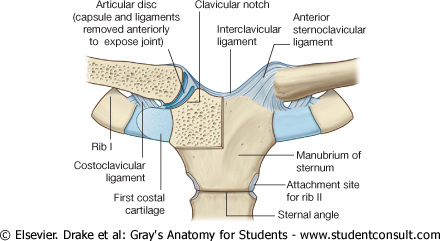 Articular disc
(capsule and ligaments
removed anteriorly
to expose joint)
Clavicular notch
Interclavicular
ligament
Anterior
sternoclavicular
ligament
Rib I
Costoclavicular
ligament
First costal
cartilage
Manubrium of
sternum
Attachment site
for rib II
Sternal angle
© Elsevier. Drake et al: Gray's Anatomy for Students - www.studentconsult.com